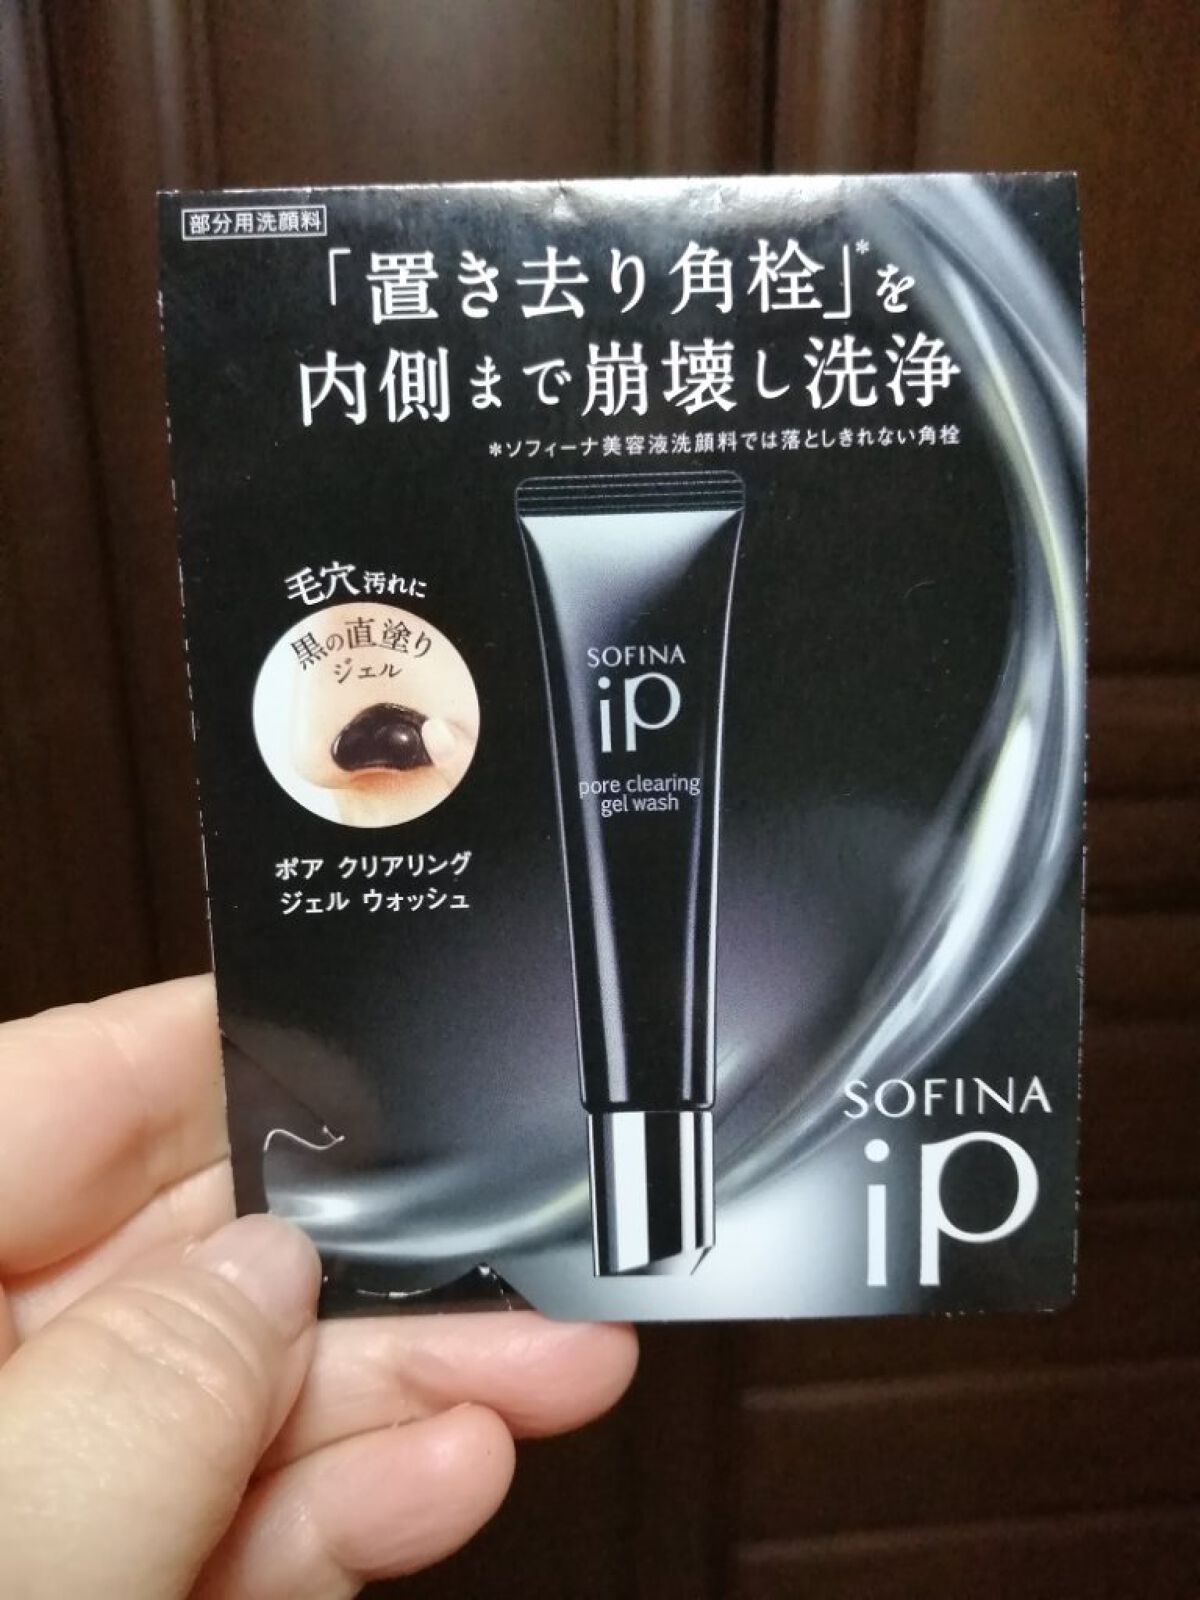 部分用洗顔料
「置き去り角栓」*を
内側まで崩壊し洗浄
*ソフィーナ美容液洗顔料では落としきれない角栓
毛穴汚れに
黒の直塗り
ジェル
ポア クリアリング
ジェル ウォッシュ
SOFINA
iP
pore clearing
gel wash
SOFINA
iP